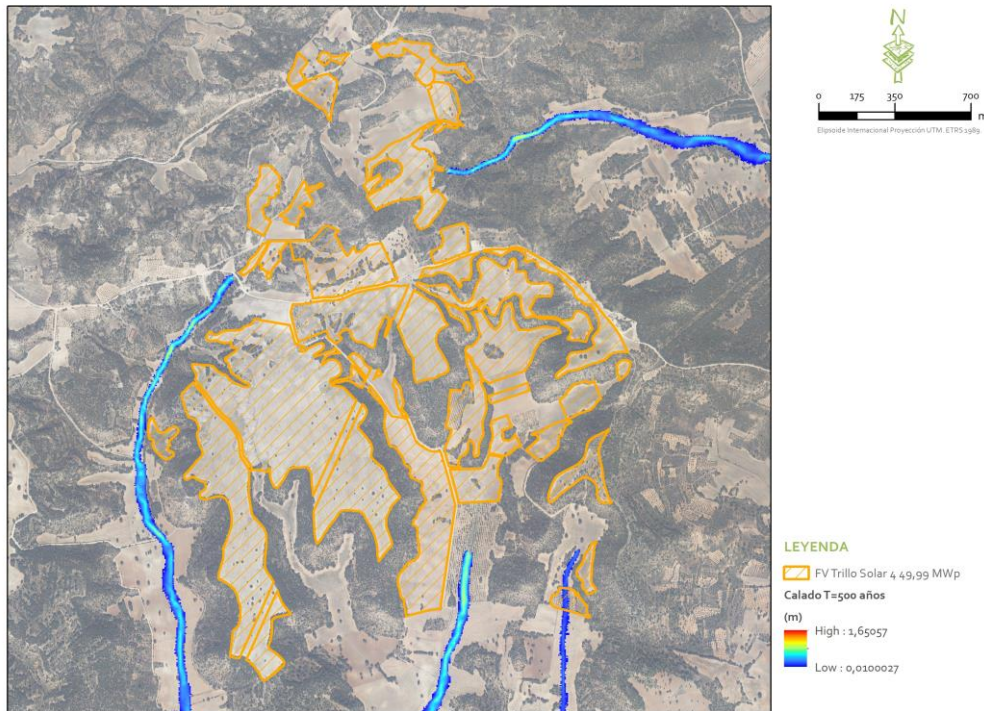 N
0 175 350 700
m
Elipsoide Internacional Proyección UTM. ETRS 1989.
LEYENDA
FV Trillo Solar 4 49,99 MWp
Calado T=500 años
(m)
High : 1,65057
Low : 0,0100027